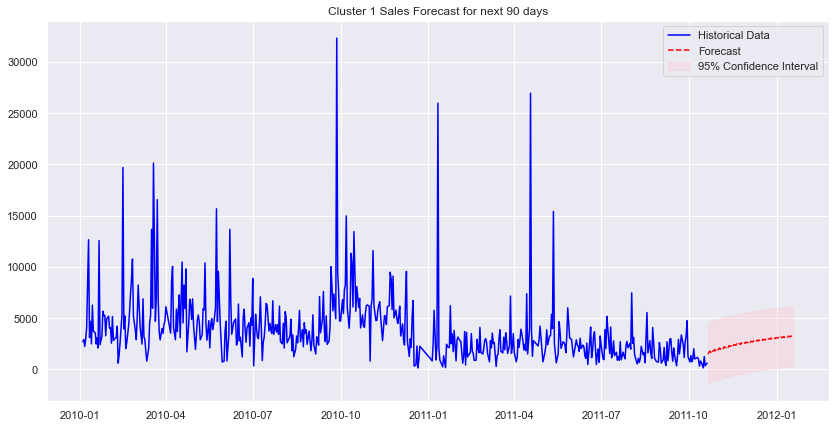 Cluster 1 Sales Forecast for next 90 days
Historical Data
Forecast
95% Confidence Interval
30000
25000
20000
15000
10000
5000
0
2010-01 2010-04 2010-07 2010-10 2011-01 2011-04 2011-07 2011-10 2012-01